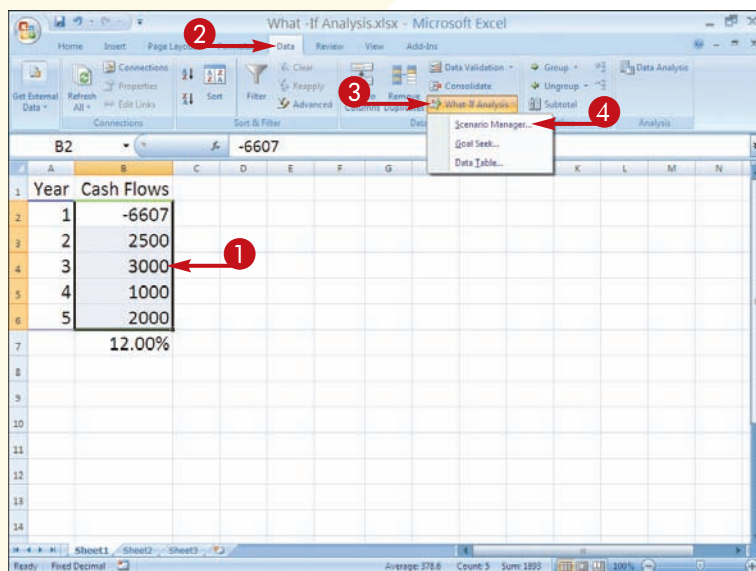 What -If Analysis.xlsx - Microsoft Excel
2
Home Insert Page Layou Formulas Data Review View Add-Ins
Get External Data
Refresh All
Connections
Properties
Edit Links
Connections
Sort
Filter
Clear
Reapply
Advanced
Sort & Filter
3
Columns Duplicates
Remove
Data Validation
Consolidate
What-If Analysis
Scenario Manager...
Goal Seek...
Data Table...
4
Group
Ungroup
Subtotal
Data Analysis
Analysis
B2 fx -6607
A B C D E F G K L M N
1 Year Cash Flows
2 1 -6607
3 2 2500
4 3 3000 1
5 4 1000
6 5 2000
7 12.00%
8
9
10
11
12
13
14
Sheet1 Sheet2 Sheet3
Ready Fixed Decimal Average: 378.6 Count: 5 Sum: 1893 100%